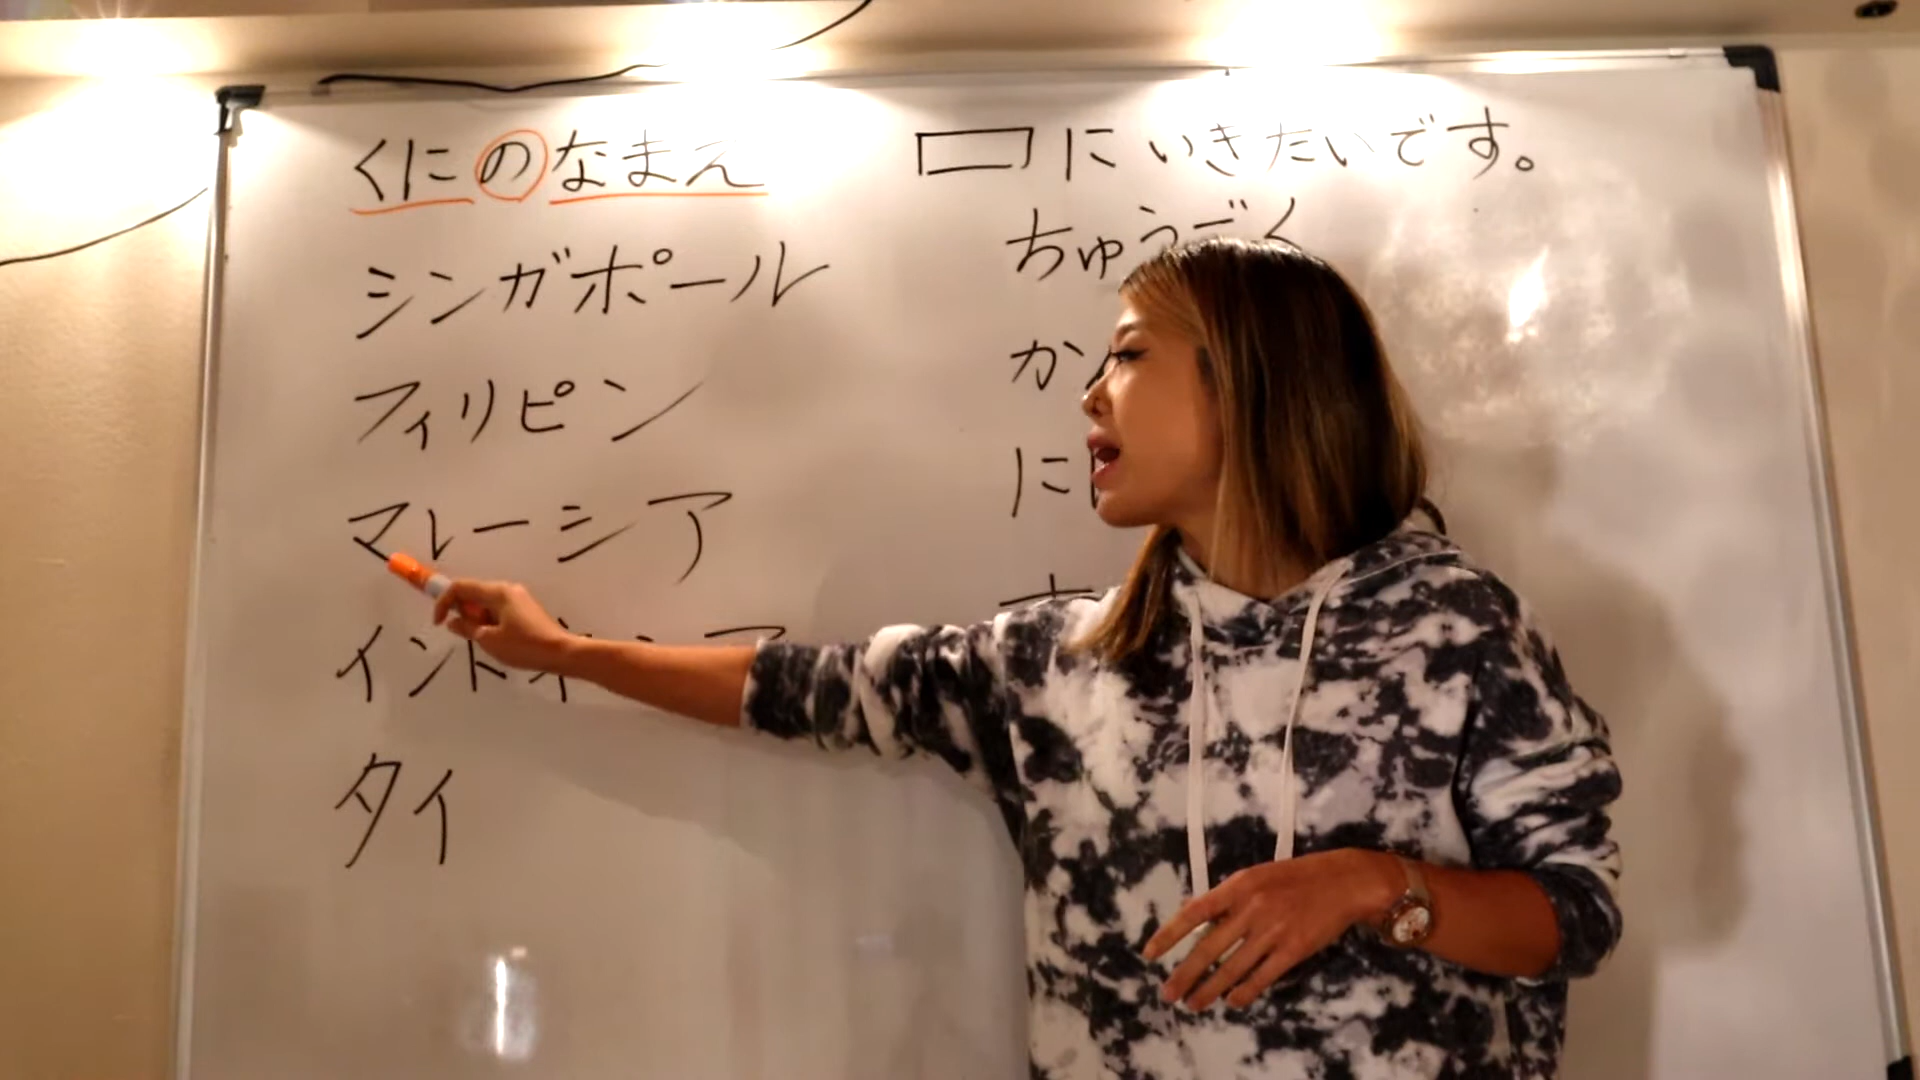 くにのなまえ
シンガポール
フィリピン
マレーシア
インドネシア
タイ
にいきたいです。
ちゅうごく
か
に